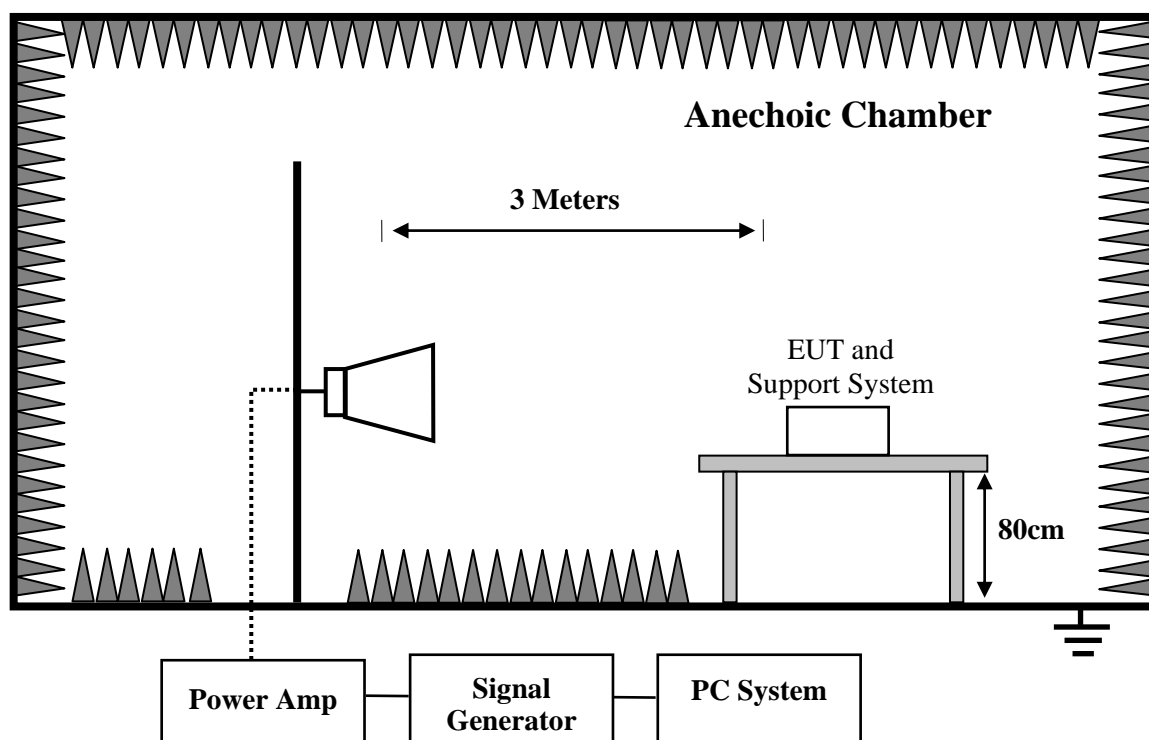 Anechoic Chamber
3 Meters
EUT and
Support System
80cm
Power Amp
Signal
Generator
PC System